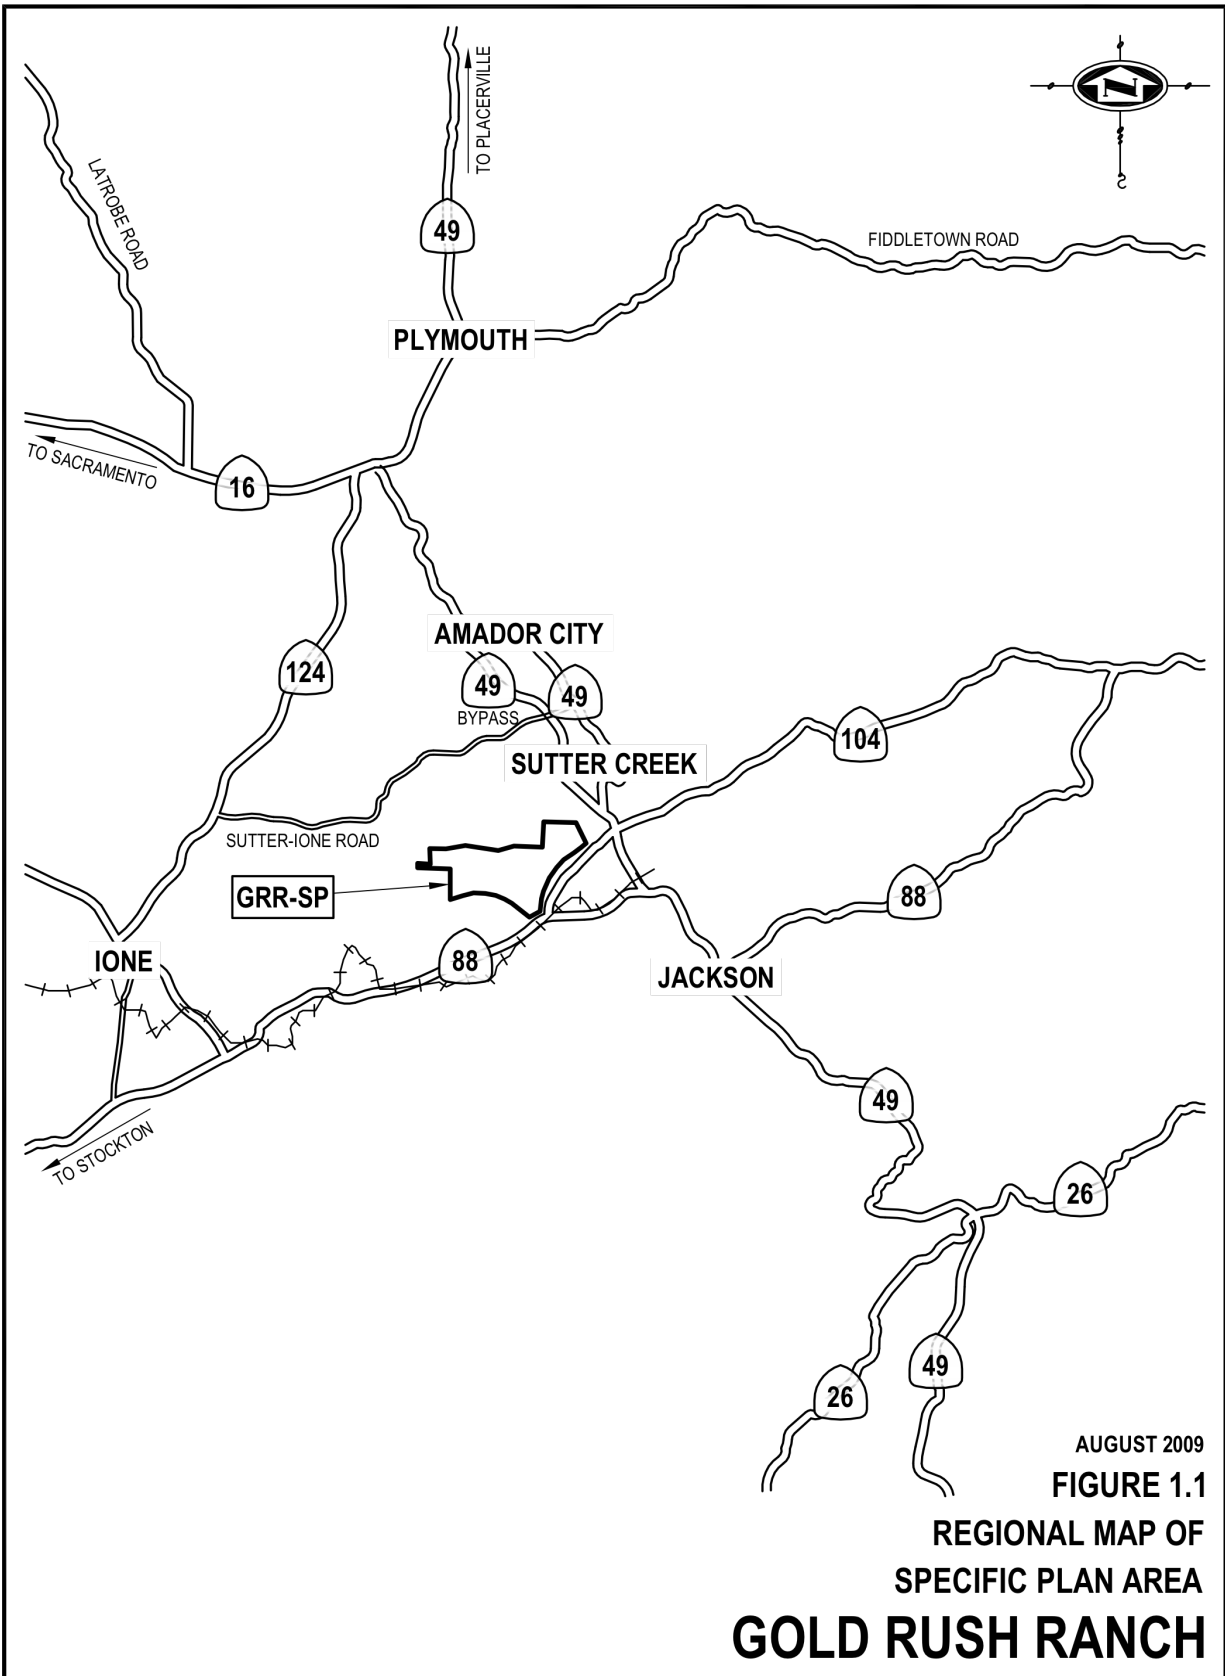 TO PLACERVILLE
N
S
LATROBE ROAD
49
FIDDLETOWN ROAD
PLYMOUTH
TO SACRAMENTO
16
AMADOR CITY
124
49
BYPASS
49
SUTTER CREEK
104
SUTTER-IONE ROAD
GRR-SP
88
IONE
88
JACKSON
49
TO STOCKTON
26
49
26
AUGUST 2009
FIGURE 1.1
REGIONAL MAP OF
SPECIFIC PLAN AREA
GOLD RUSH RANCH